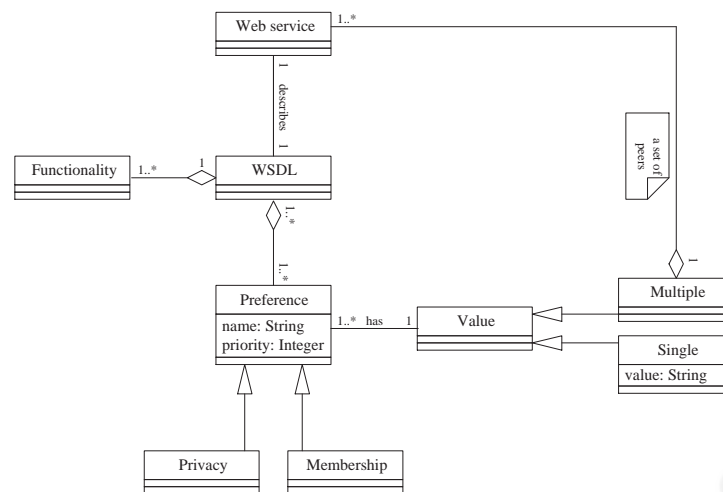 Web service
1..*
1
describes
1
a set of
peers
Functionality
1..*
1
WSDL
1..*
1..*
1
Preference
name: String
priority: Integer
1..*
has
1
Value
Multiple
Single
value: String
Privacy
Membership